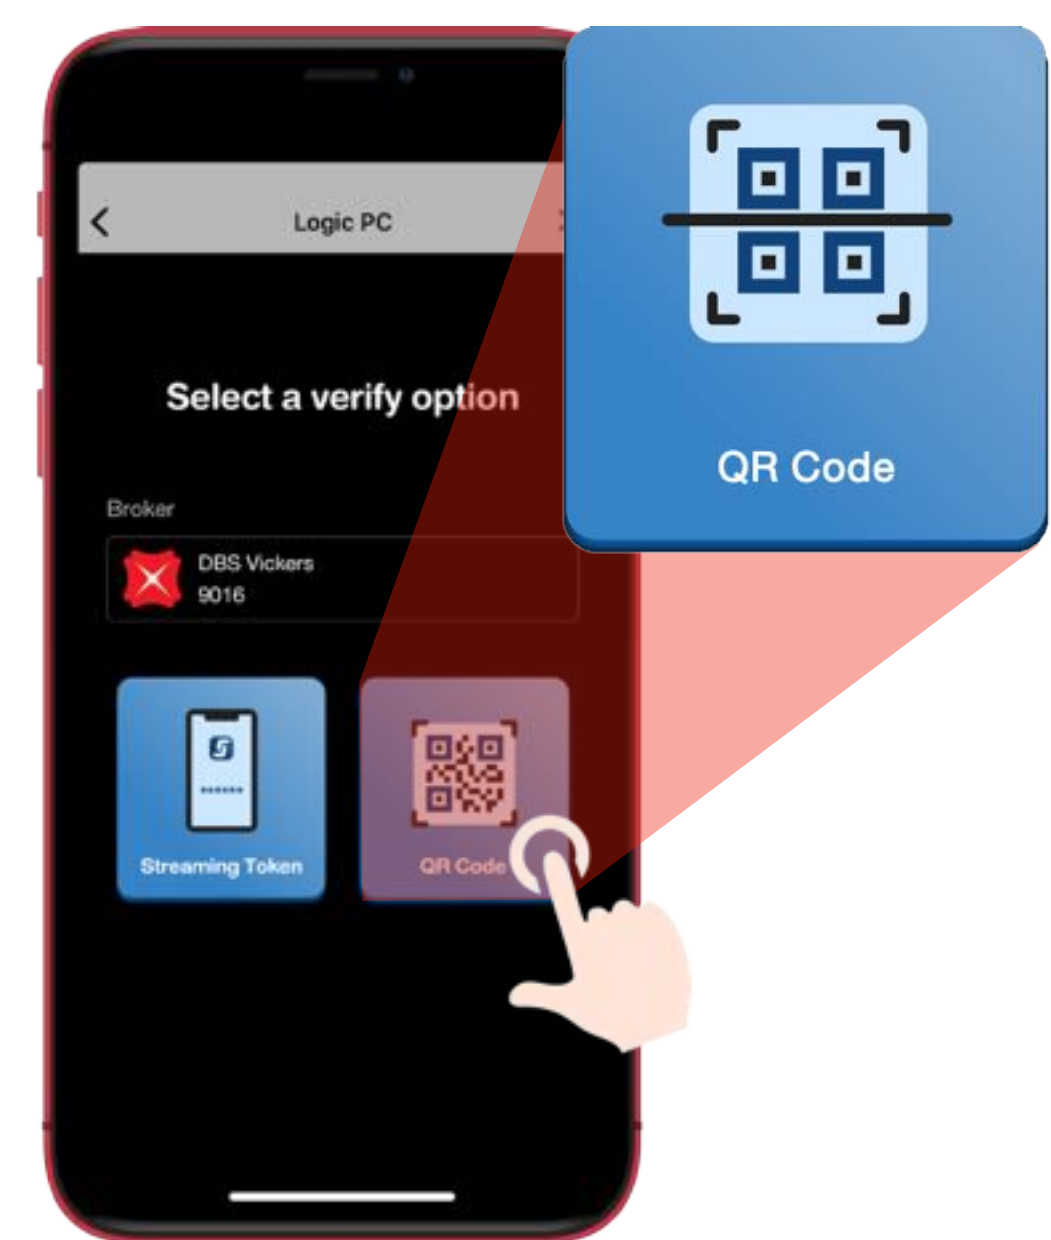 Logic PC
Select a verify option
Broker
DBS Vickers
9016
Streaming Token
QR Code
QR Code